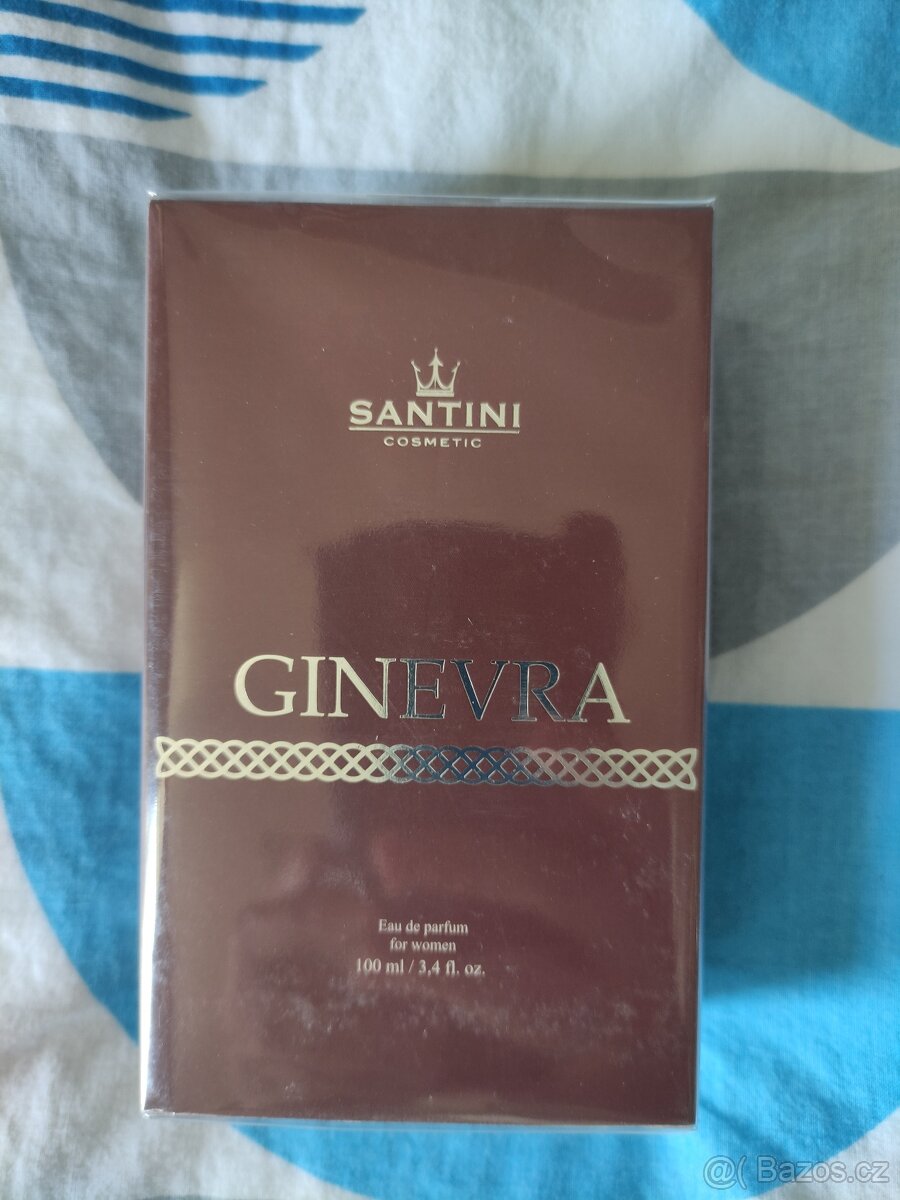 SANTINI
COSMETIC
GINEVRA
Eau de parfum
for women
100 ml / 3,4 fl. oz.
@( Bazos.cz